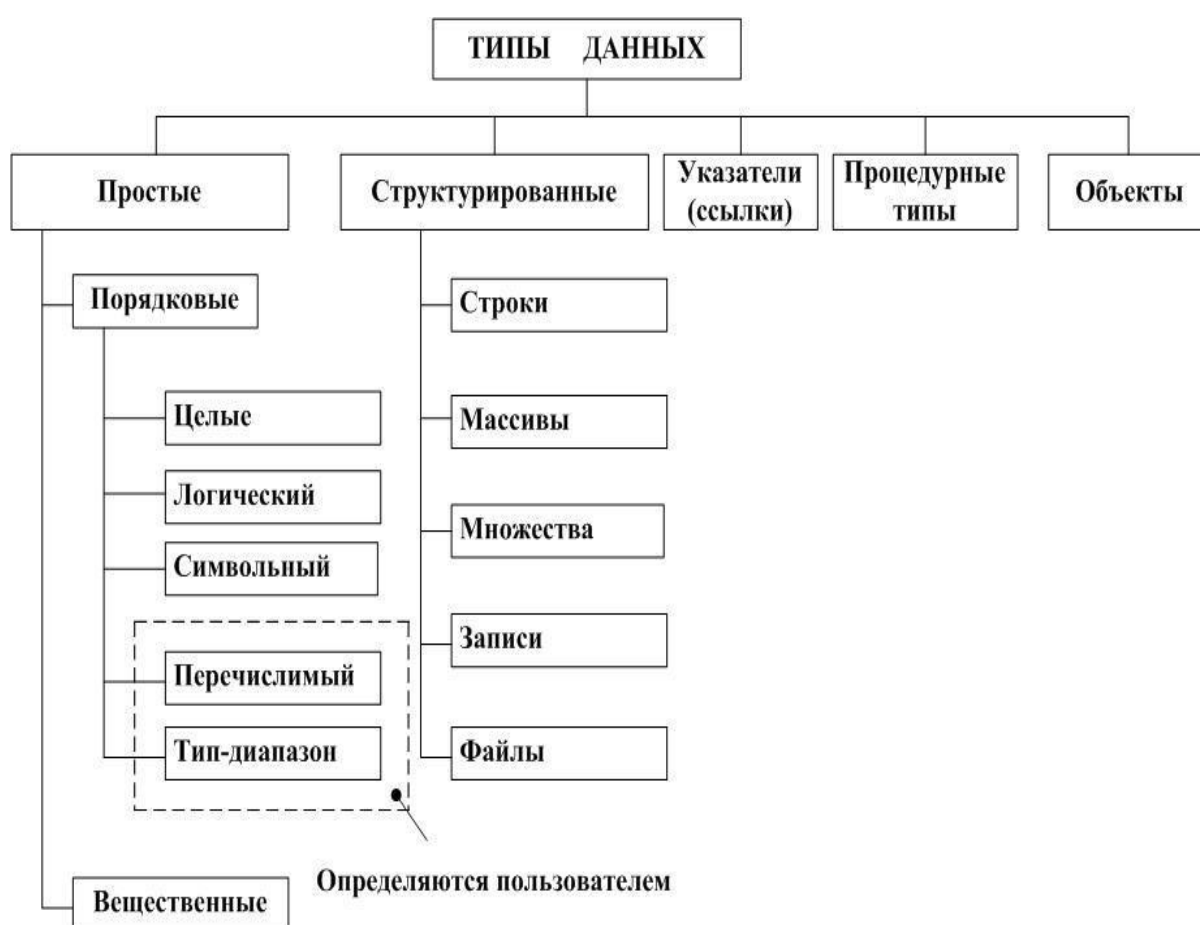 ТИПЫ ДАННЫХ
Простые
Структурированные
Указатели
(ссылки)
Процедурные
типы
Объекты
Порядковые
Целые
Логический
Символьный
Перечислимый
Тип-диапазон
Определяются пользователем
Вещественные
Строки
Массивы
Множества
Записи
Файлы